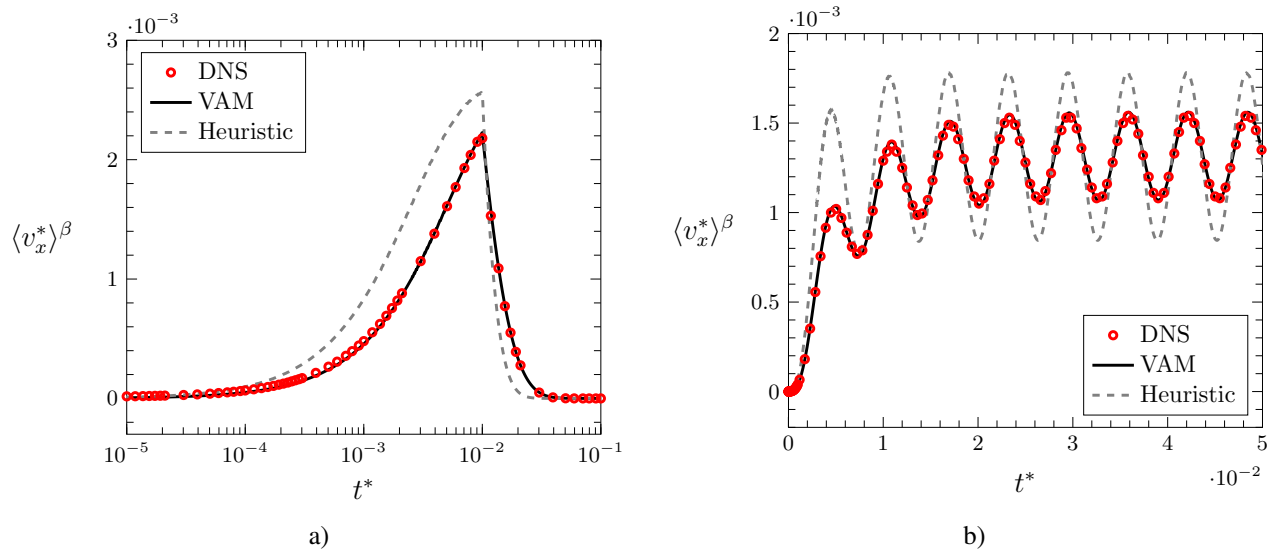 ·10⁻³
3
2
1
0
10⁻⁵
10⁻⁴
10⁻³
10⁻²
10⁻¹
⟨v*ₓ⟩ᵝ
t*
DNS
VAM
Heuristic
a)
·10⁻³
2
1.5
1
0.5
0
0
1
2
3
4
5
·10⁻²
⟨v*ₓ⟩ᵝ
t*
DNS
VAM
Heuristic
b)